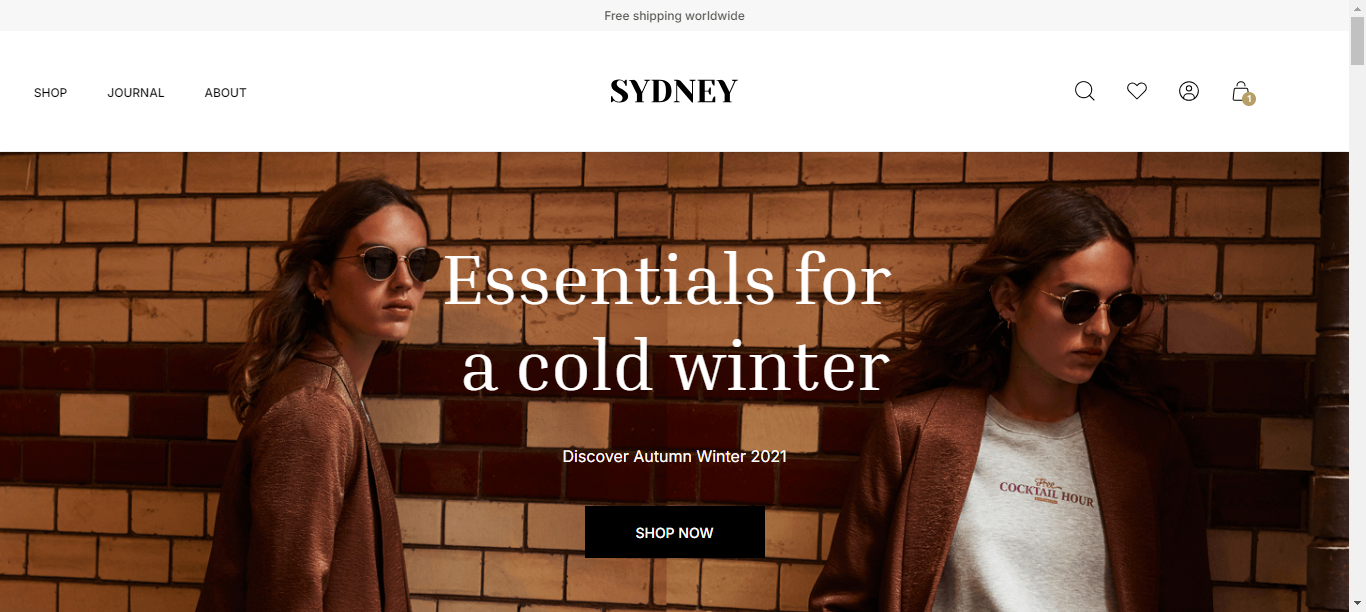 Free shipping worldwide
SHOP
JOURNAL
ABOUT
SYDNEY
1
Essentials for
a cold winter
Discover Autumn Winter 2021
SHOP NOW
Free
COCKTAIL HOUR